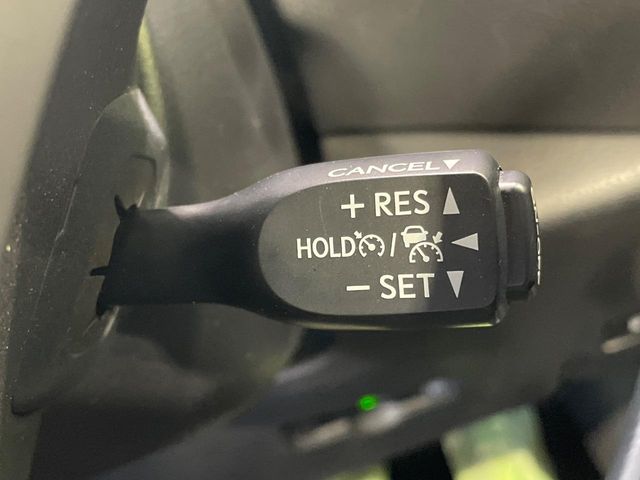 CANCEL▼
+ RES ▲
HOLD / ◀
− SET ▼